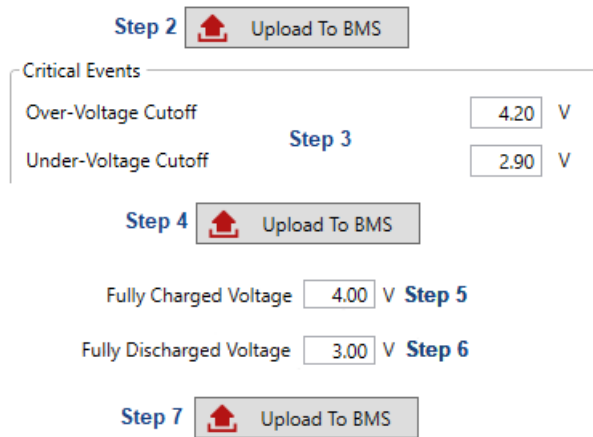 Step 2 Upload To BMS
Critical Events
Over-Voltage Cutoff 4.20 V
Step 3
Under-Voltage Cutoff 2.90 V
Step 4 Upload To BMS
Fully Charged Voltage 4.00 V Step 5
Fully Discharged Voltage 3.00 V Step 6
Step 7 Upload To BMS